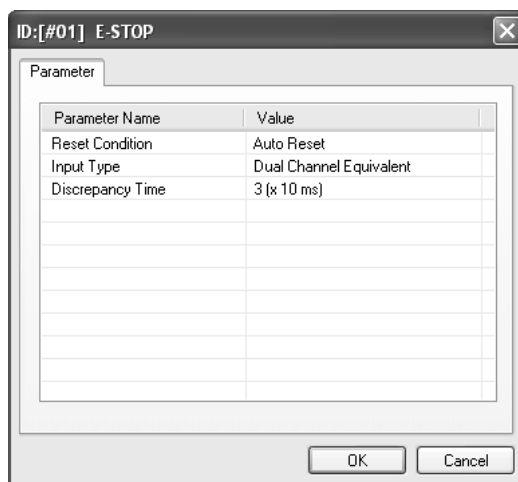 ID:[#01] E-STOP
Parameter
Parameter Name Value
Reset Condition Auto Reset
Input Type Dual Channel Equivalent
Discrepancy Time 3 (x 10 ms)
OK Cancel